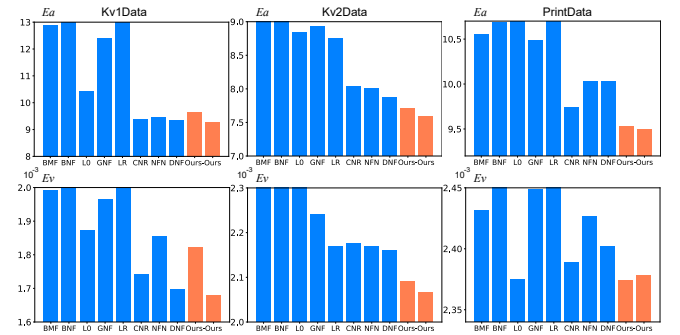 Ea Kv1Data
13
12
11
10
9
8
BMF BNF L0 GNF LR CNR NFN DNF Ours-Ours
Ea Kv2Data
9.0
8.5
8.0
7.5
7,0
BMF BNF L0 GNF LR CNR NFN DNF Ours-Ours
Ea PrintData
10,5
10,0
9,5
BMF BNF L0 GNF LR CNR NFN DNF Ours-Ours
10⁻³ Ev
2,0
1,9
1,8
1.7
1.6
BMF BNF L0 GNF LR CNR NFN DNF Ours-Ours
10⁻³ Ev
2,3
2,2
2,1
2,0
BMF BNF L0 GNF LR CNR NFN DNF Ours-Ours
10⁻³ Ev
2,45
2,40
2,35
BMF BNF L0 GNF LR CNR NFN DNF Ours-Ours